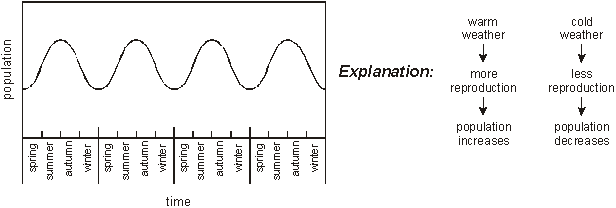 population
spring
summer
autumn
winter
spring
summer
autumn
winter
spring
summer
autumn
winter
spring
summer
autumn
winter
time
Explanation:
warm
weather
more
reproduction
population
increases
cold
weather
less
reproduction
population
decreases